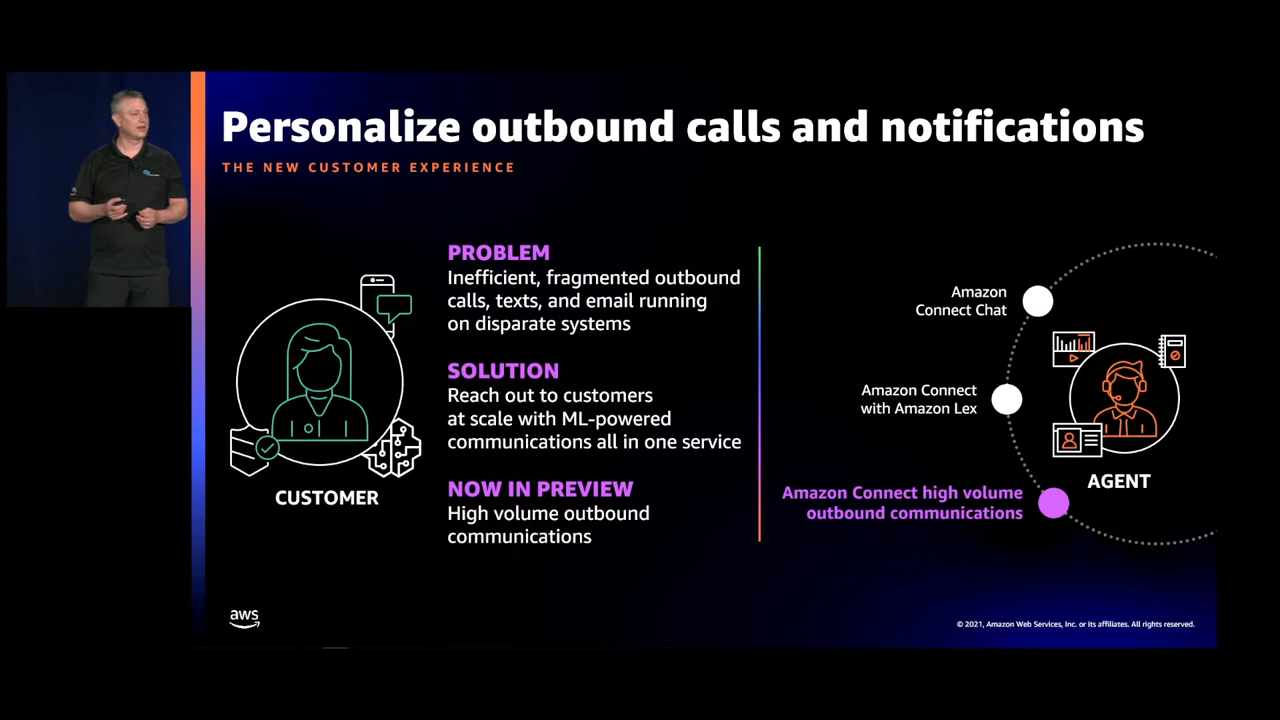 Personalize outbound calls and notifications
THE NEW CUSTOMER EXPERIENCE
PROBLEM
Inefficient, fragmented outbound
calls, texts, and email running
on disparate systems
SOLUTION
Reach out to customers
at scale with ML-powered
communications all in one service
NOW IN PREVIEW
High volume outbound
communications
CUSTOMER
Amazon
Connect Chat
Amazon Connect
with Amazon Lex
Amazon Connect high volume
outbound communications
AGENT
aws
© 2021, Amazon Web Services, Inc. or its affiliates. All rights reserved.